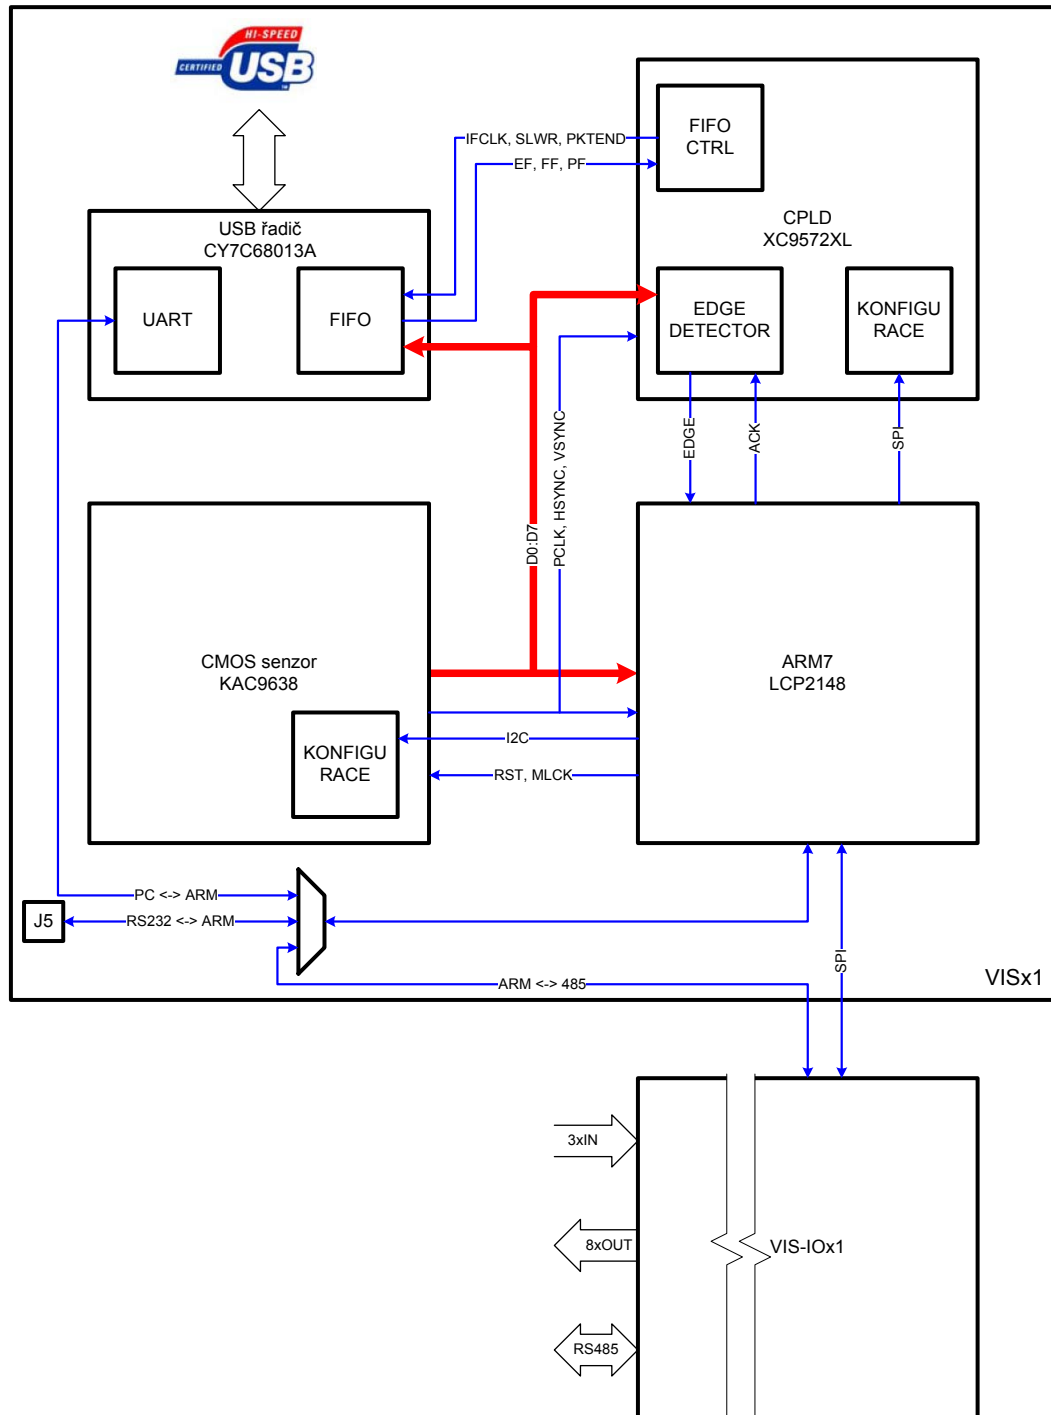 HI-SPEED
CERTIFIED
USB
TM
IFCLK, SLWR, PKTEND
EF, FF, PF
FIFO
CTRL
CPLD
XC9572XL
USB řadič
CY7C68013A
UART
FIFO
EDGE
DETECTOR
KONFIGU
RACE
EDGE
ACK
SPI
D0:D7
PCLK, HSYNC, VSYNC
CMOS senzor
KAC9638
KONFIGU
RACE
ARM7
LCP2148
I2C
RST, MLCK
PC <-> ARM
J5
RS232 <-> ARM
ARM <-> 485
SPI
VISx1
3xIN
8xOUT
VIS-IOx1
RS485